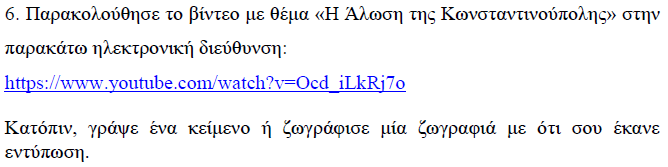 6. Παρακολούθησε το βίντεο με θέμα «Η Άλωση της Κωνσταντινούπολης» στην
παρακάτω ηλεκτρονική διεύθυνση:
https://www.youtube.com/watch?v=Ocd_iLkRj7o
Κατόπιν, γράψε ένα κείμενο ή ζωγράφισε μία ζωγραφιά με ότι σου έκανε
εντύπωση.